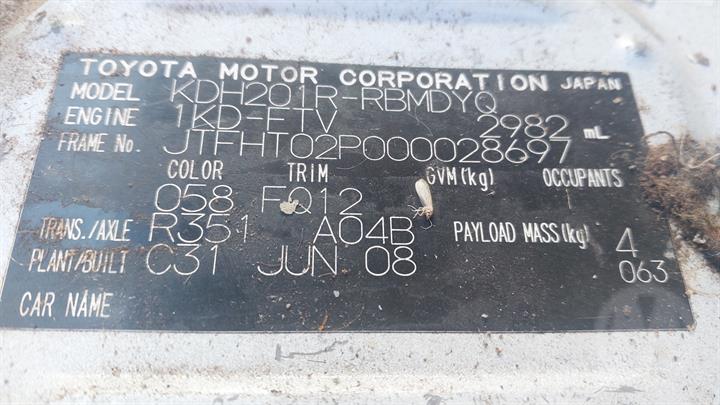 TOYOTA MOTOR CORPORATION JAPAN
MODEL KDH201R-RBMDYQ
ENGINE 1KD-FTV 2982 mL
FRAME No. JTFHT02P000028697
COLOR TRIM GVM(kg) OCCUPANTS
058 FQ12
TRANS./AXLE R351 A04B PAYLOAD MASS(kg) 4
PLANT/BUILT C31 JUN 08 063
CAR NAME